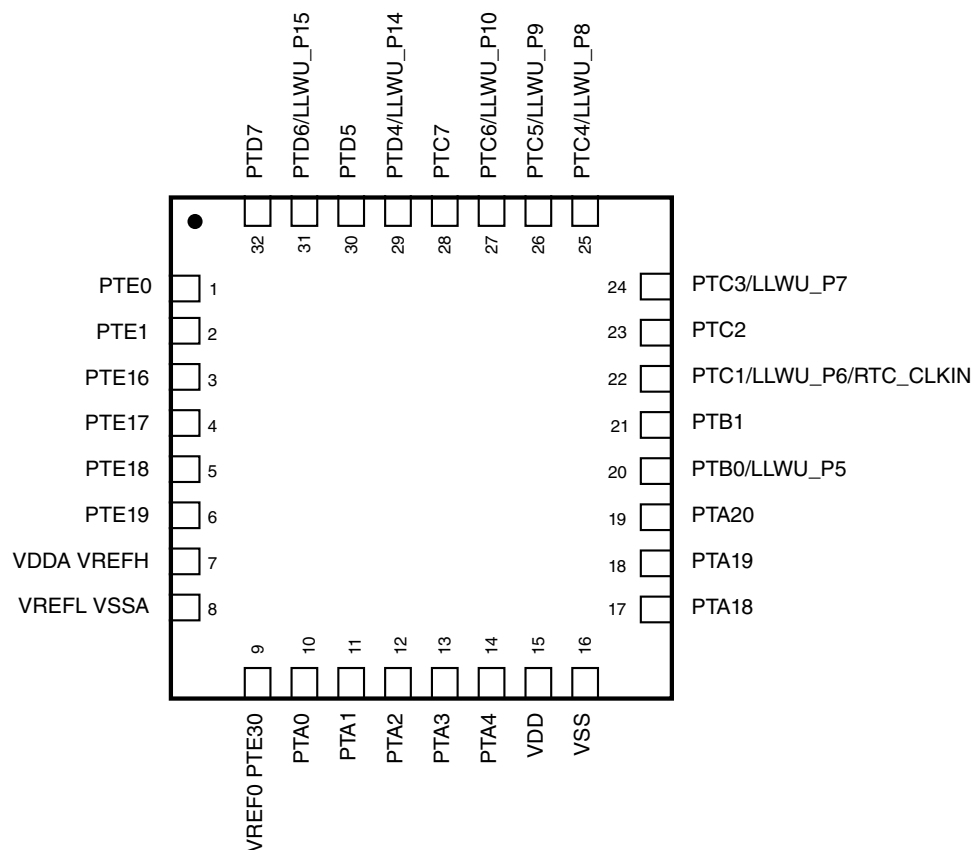 PTD7
PTD6/LLWU_P15
PTD5
PTD4/LLWU_P14
PTC7
PTC6/LLWU_P10
PTC5/LLWU_P9
PTC4/LLWU_P8
32
31
30
29
28
27
26
25
PTE0 1
PTE1 2
PTE16 3
PTE17 4
PTE18 5
PTE19 6
VDDA VREFH 7
VREFL VSSA 8
24 PTC3/LLWU_P7
23 PTC2
22 PTC1/LLWU_P6/RTC_CLKIN
21 PTB1
20 PTB0/LLWU_P5
19 PTA20
18 PTA19
17 PTA18
9
10
11
12
13
14
15
16
VREF0 PTE30
PTA0
PTA1
PTA2
PTA3
PTA4
VDD
VSS